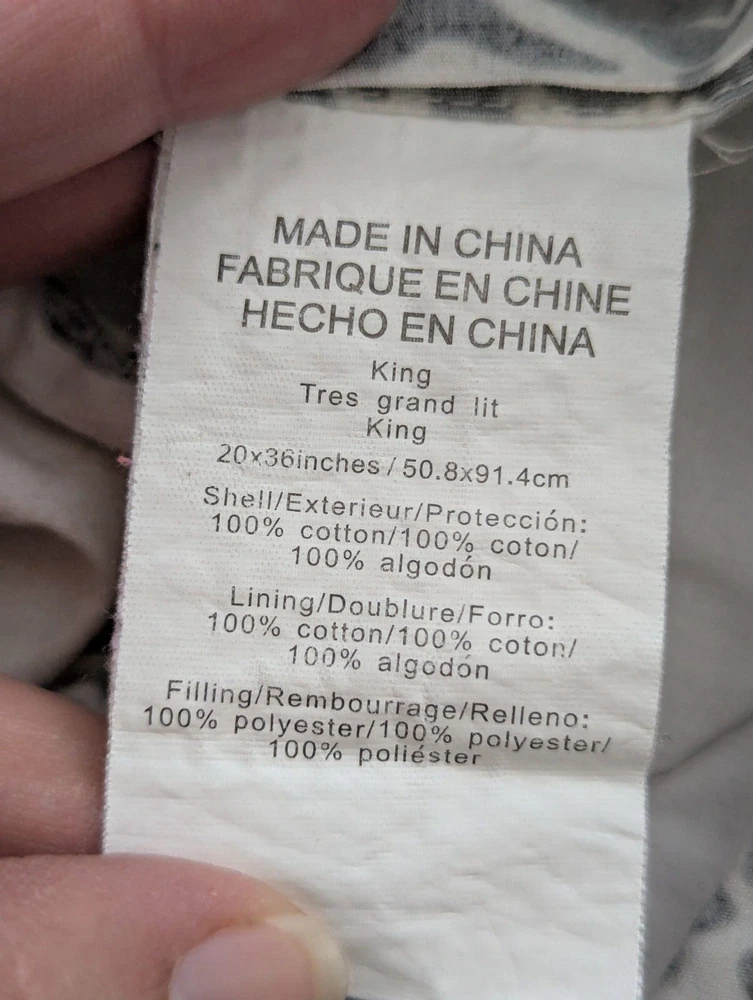 MADE IN CHINA
FABRIQUE EN CHINE
HECHO EN CHINA
King
Tres grand lit
King
20x36inches / 50.8x91.4cm
Shell/Exterieur/Protección:
100% cotton/100% coton/
100% algodón
Lining/Doublure/Forro:
100% cotton/100% coton/
100% algodón
Filling/Rembourrage/Relleno:
100% polyester/100% polyester/
100% poliéster